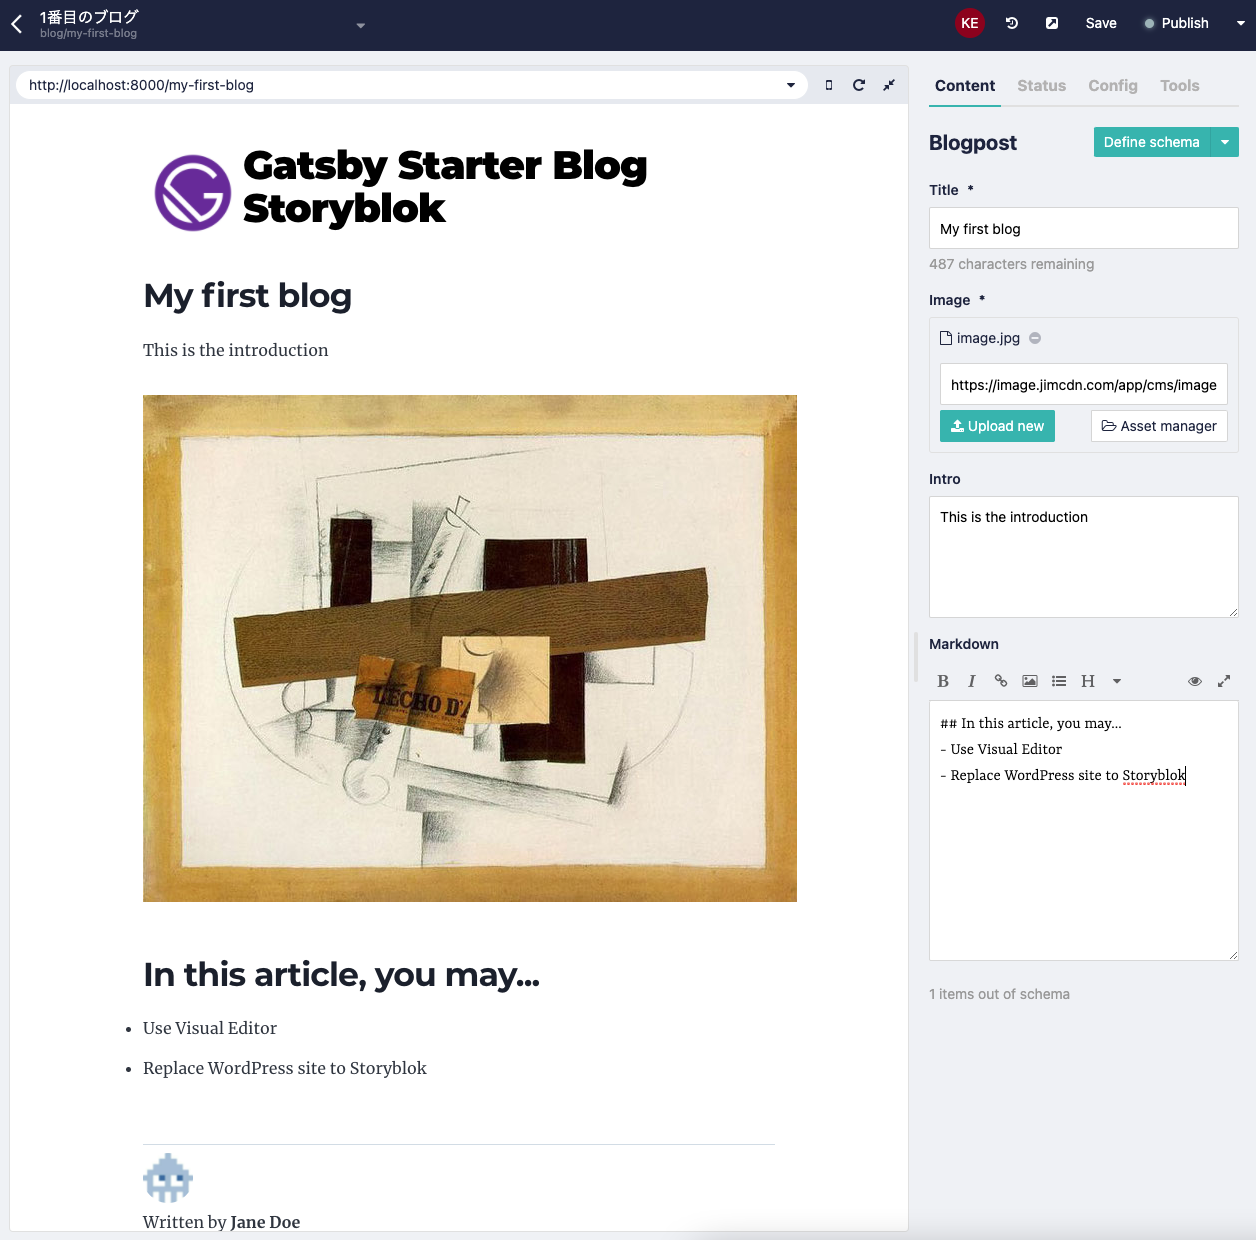 1番目のブログ
blog/my-first-blog
KE
Save
Publish
http://localhost:8000/my-first-blog
Gatsby Starter Blog
Storyblok
My first blog
This is the introduction
L'ECHO D'A
In this article, you may...
• Use Visual Editor
• Replace WordPress site to Storyblok
Written by Jane Doe
Content Status Config Tools
Blogpost
Define schema
Title *
My first blog
487 characters remaining
Image *
image.jpg
https://image.jimcdn.com/app/cms/image
Upload new
Asset manager
Intro
This is the introduction
Markdown
B I H
## In this article, you may...
- Use Visual Editor
- Replace WordPress site to Storyblok
1 items out of schema